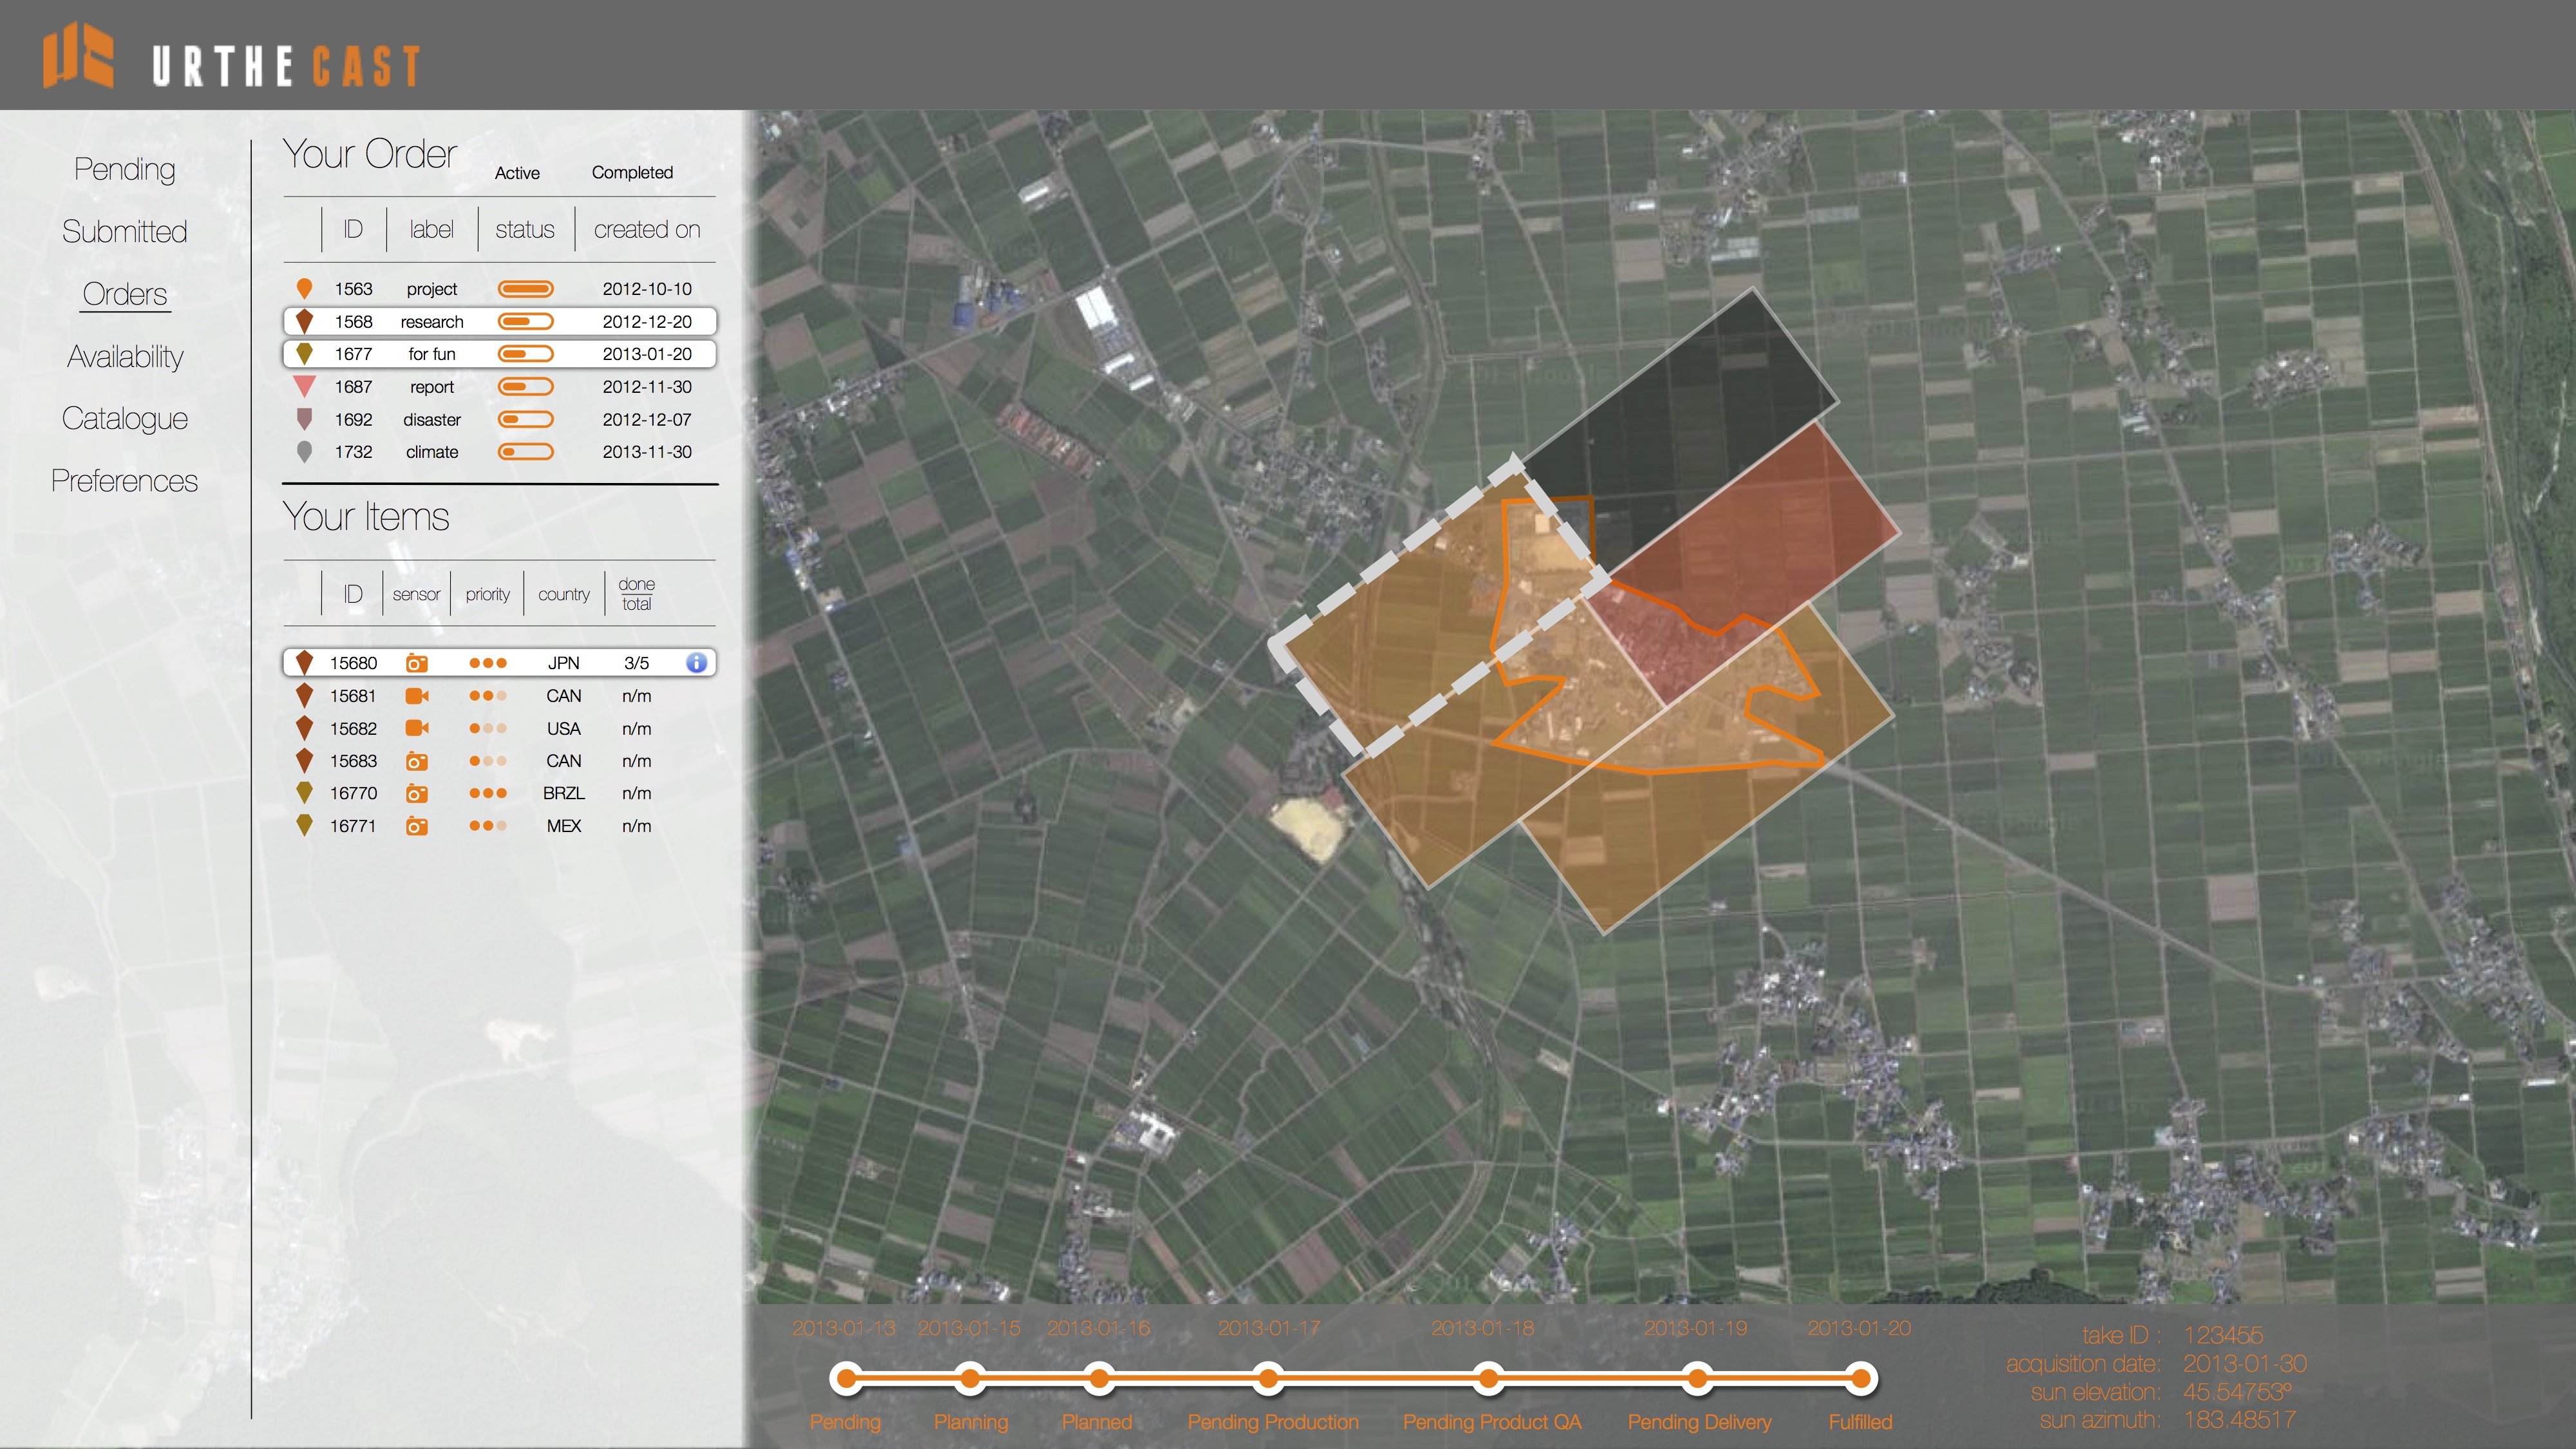 URTHECAST
Pending
Submitted
Orders
Availability
Catalogue
Preferences
Your Order
Active Completed
ID label status created on
1563 project 2012-10-10
1568 research 2012-12-20
1677 for fun 2013-01-20
1687 report 2012-11-30
1692 disaster 2012-12-07
1732 climate 2013-11-30
Your Items
ID sensor priority country done
total
15680 JPN 3/5 i
15681 CAN n/m
15682 USA n/m
15683 CAN n/m
16770 BRZL n/m
16771 MEX n/m
2013-01-13 2013-01-15 2013-01-16 2013-01-17 2013-01-18 2013-01-19 2013-01-20
Pending Planning Planned Pending Production Pending Product QA Pending Delivery Fulfilled
take ID : 123455
acquisition date: 2013-01-30
sun elevation: 45.54753º
sun azimuth: 183.48517